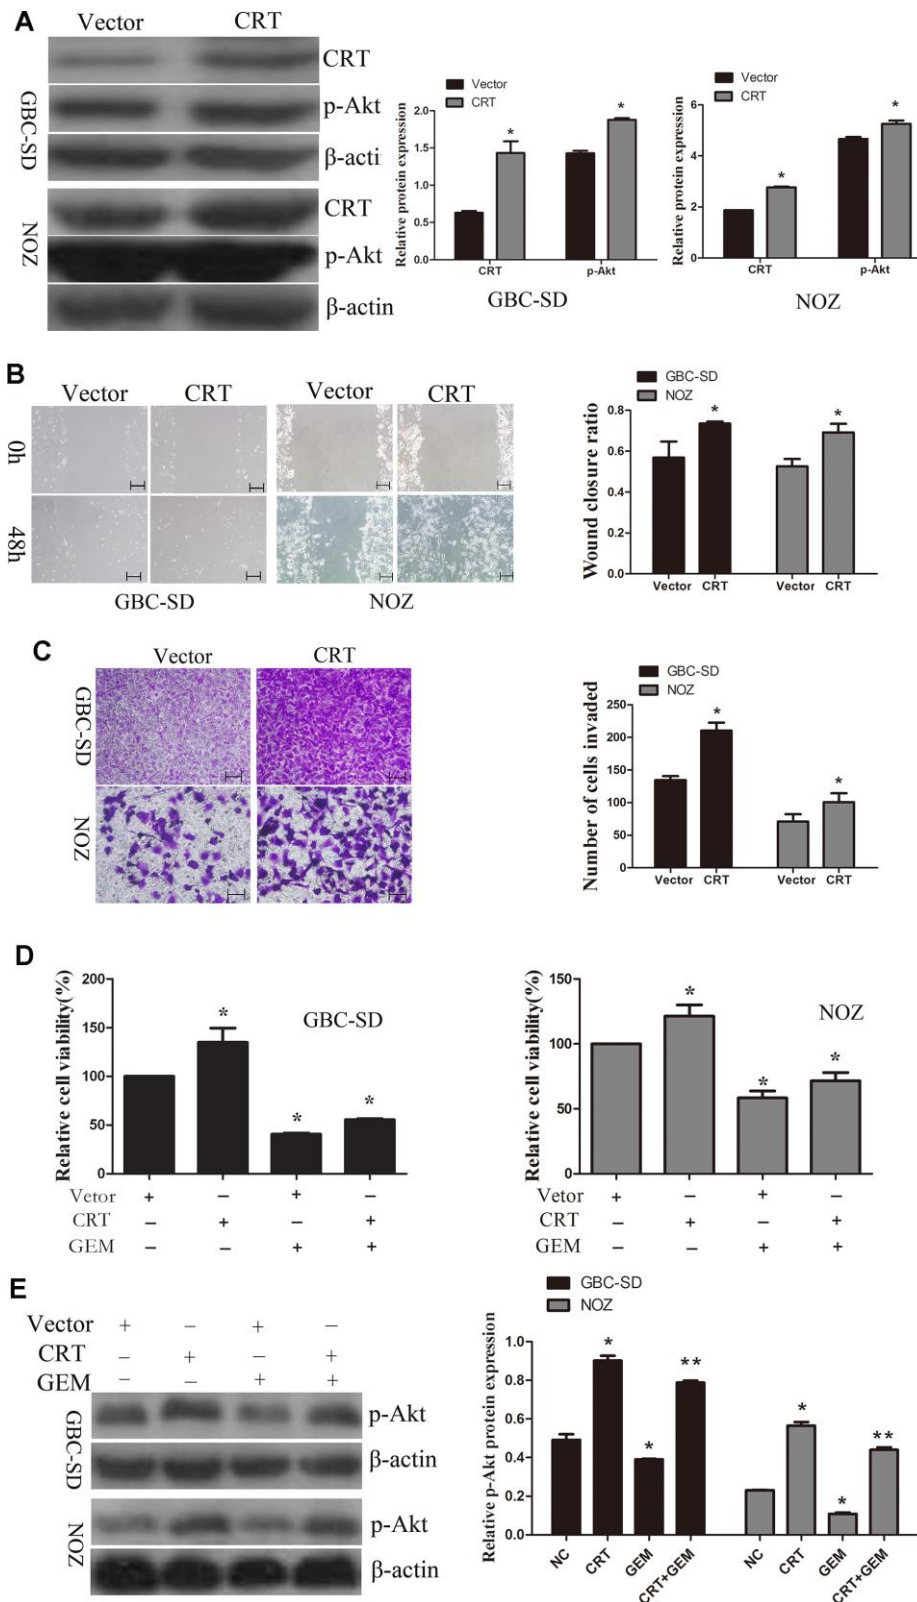 A
Vector CRT
GBC-SD
CRT
p-Akt
β-acti
NOZ
CRT
p-Akt
β-actin
Vector
CRT
Relative protein expression
2.0
1.5
1.0
0.5
0.0
*
*
CRT p-Akt
GBC-SD
Vector
CRT
Relative protein expression
6
4
2
0
*
*
CRT p-Akt
NOZ
B
Vector CRT Vector CRT
0h
48h
GBC-SD NOZ
GBC-SD
NOZ
Wound closure ratio
0.8
0.6
0.4
0.2
0.0
*
*
Vector CRT Vector CRT
C
Vector CRT
GBC-SD
NOZ
GBC-SD
NOZ
Number of cells invaded
250
200
150
100
50
0
*
*
Vector CRT Vector CRT
D
Relative cell viability(%)
200
150
100
50
0
GBC-SD
* * *
Vetor + – + –
CRT – + – +
GEM – – + +
Relative cell viability(%)
150
100
50
0
NOZ
* * *
Vetor + – + –
CRT – + – +
GEM – – + +
E
Vector + – + –
CRT – + – +
GEM – – + +
GBC-SD
p-Akt
β-actin
NOZ
p-Akt
β-actin
GBC-SD
NOZ
Relative p-Akt protein expression
1.0
0.8
0.6
0.4
0.2
0.0
* * **
* * **
NC CRT GEM CRT+GEM NC CRT GEM CRT+GEM